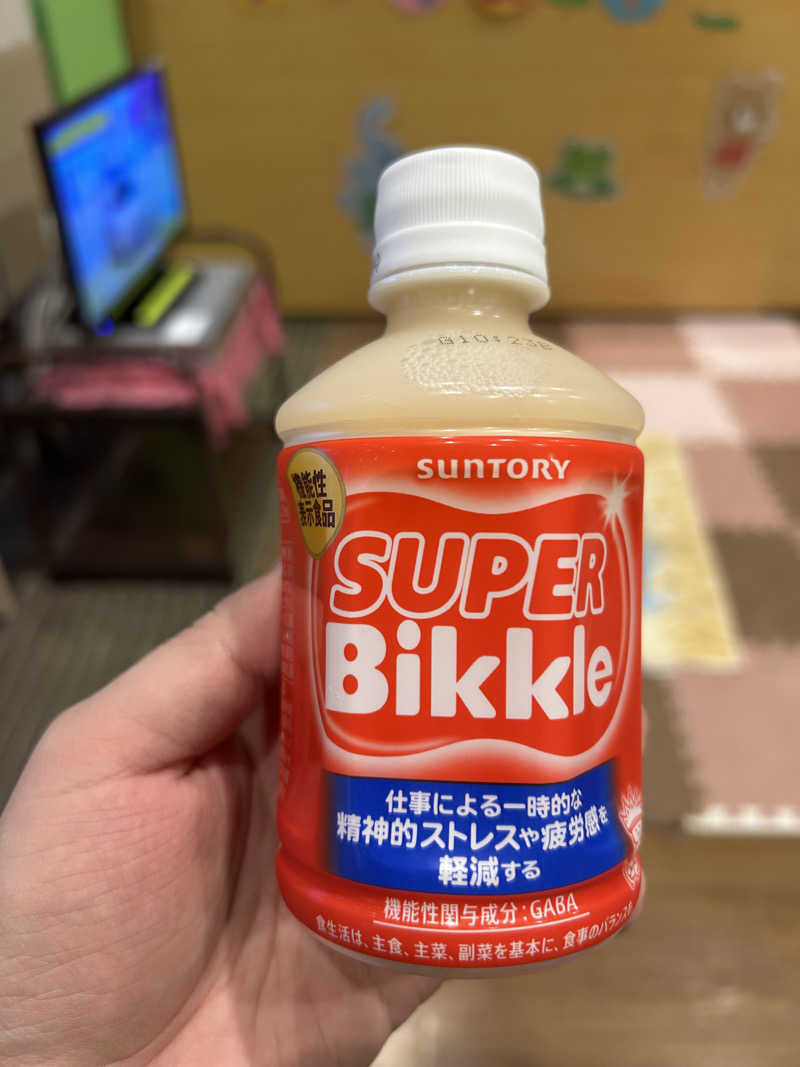 G10:23B
SUNTORY
機能性
表示食品
SUPER
Bikkle
仕事による一時的な
精神的ストレスや疲労感を
軽減する
機能性関与成分:GABA
食生活は、主食、主菜、副菜を基本に、食事のバランス